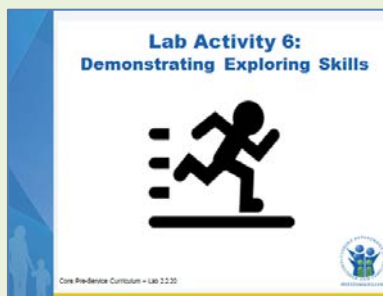 Lab Activity 6:
Demonstrating Exploring Skills
Core Pre-Service Curriculum – Lab 2.2.20